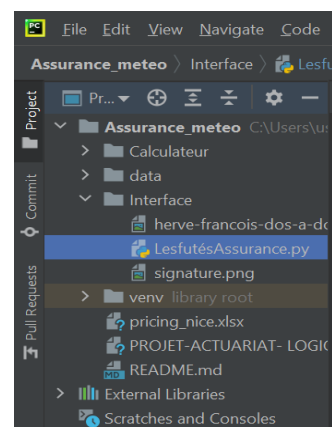 PC File Edit View Navigate Code
Assurance_meteo Interface Lesfu
Project
Commit
Pull Requests
Pr...
Assurance_meteo C:\Users\us
Calculateur
data
Interface
herve-francois-dos-a-do
LesfutésAssurance.py
signature.png
venv library root
pricing_nice.xlsx
PROJET-ACTUARIAT- LOGIC
MD README.md
External Libraries
Scratches and Consoles